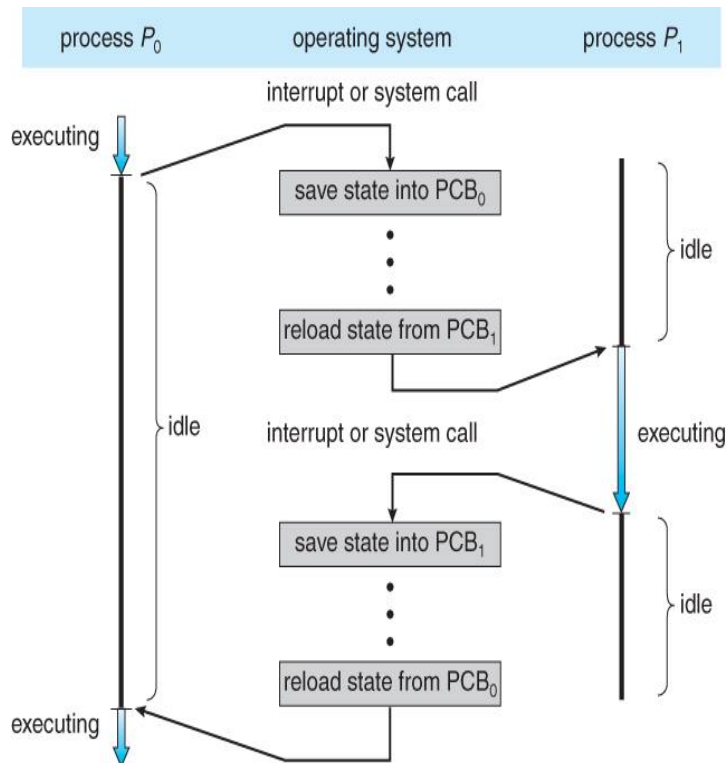 process P₀ operating system process P₁
interrupt or system call
executing
save state into PCB₀
idle
reload state from PCB₁
idle
interrupt or system call
executing
save state into PCB₁
idle
reload state from PCB₀
executing